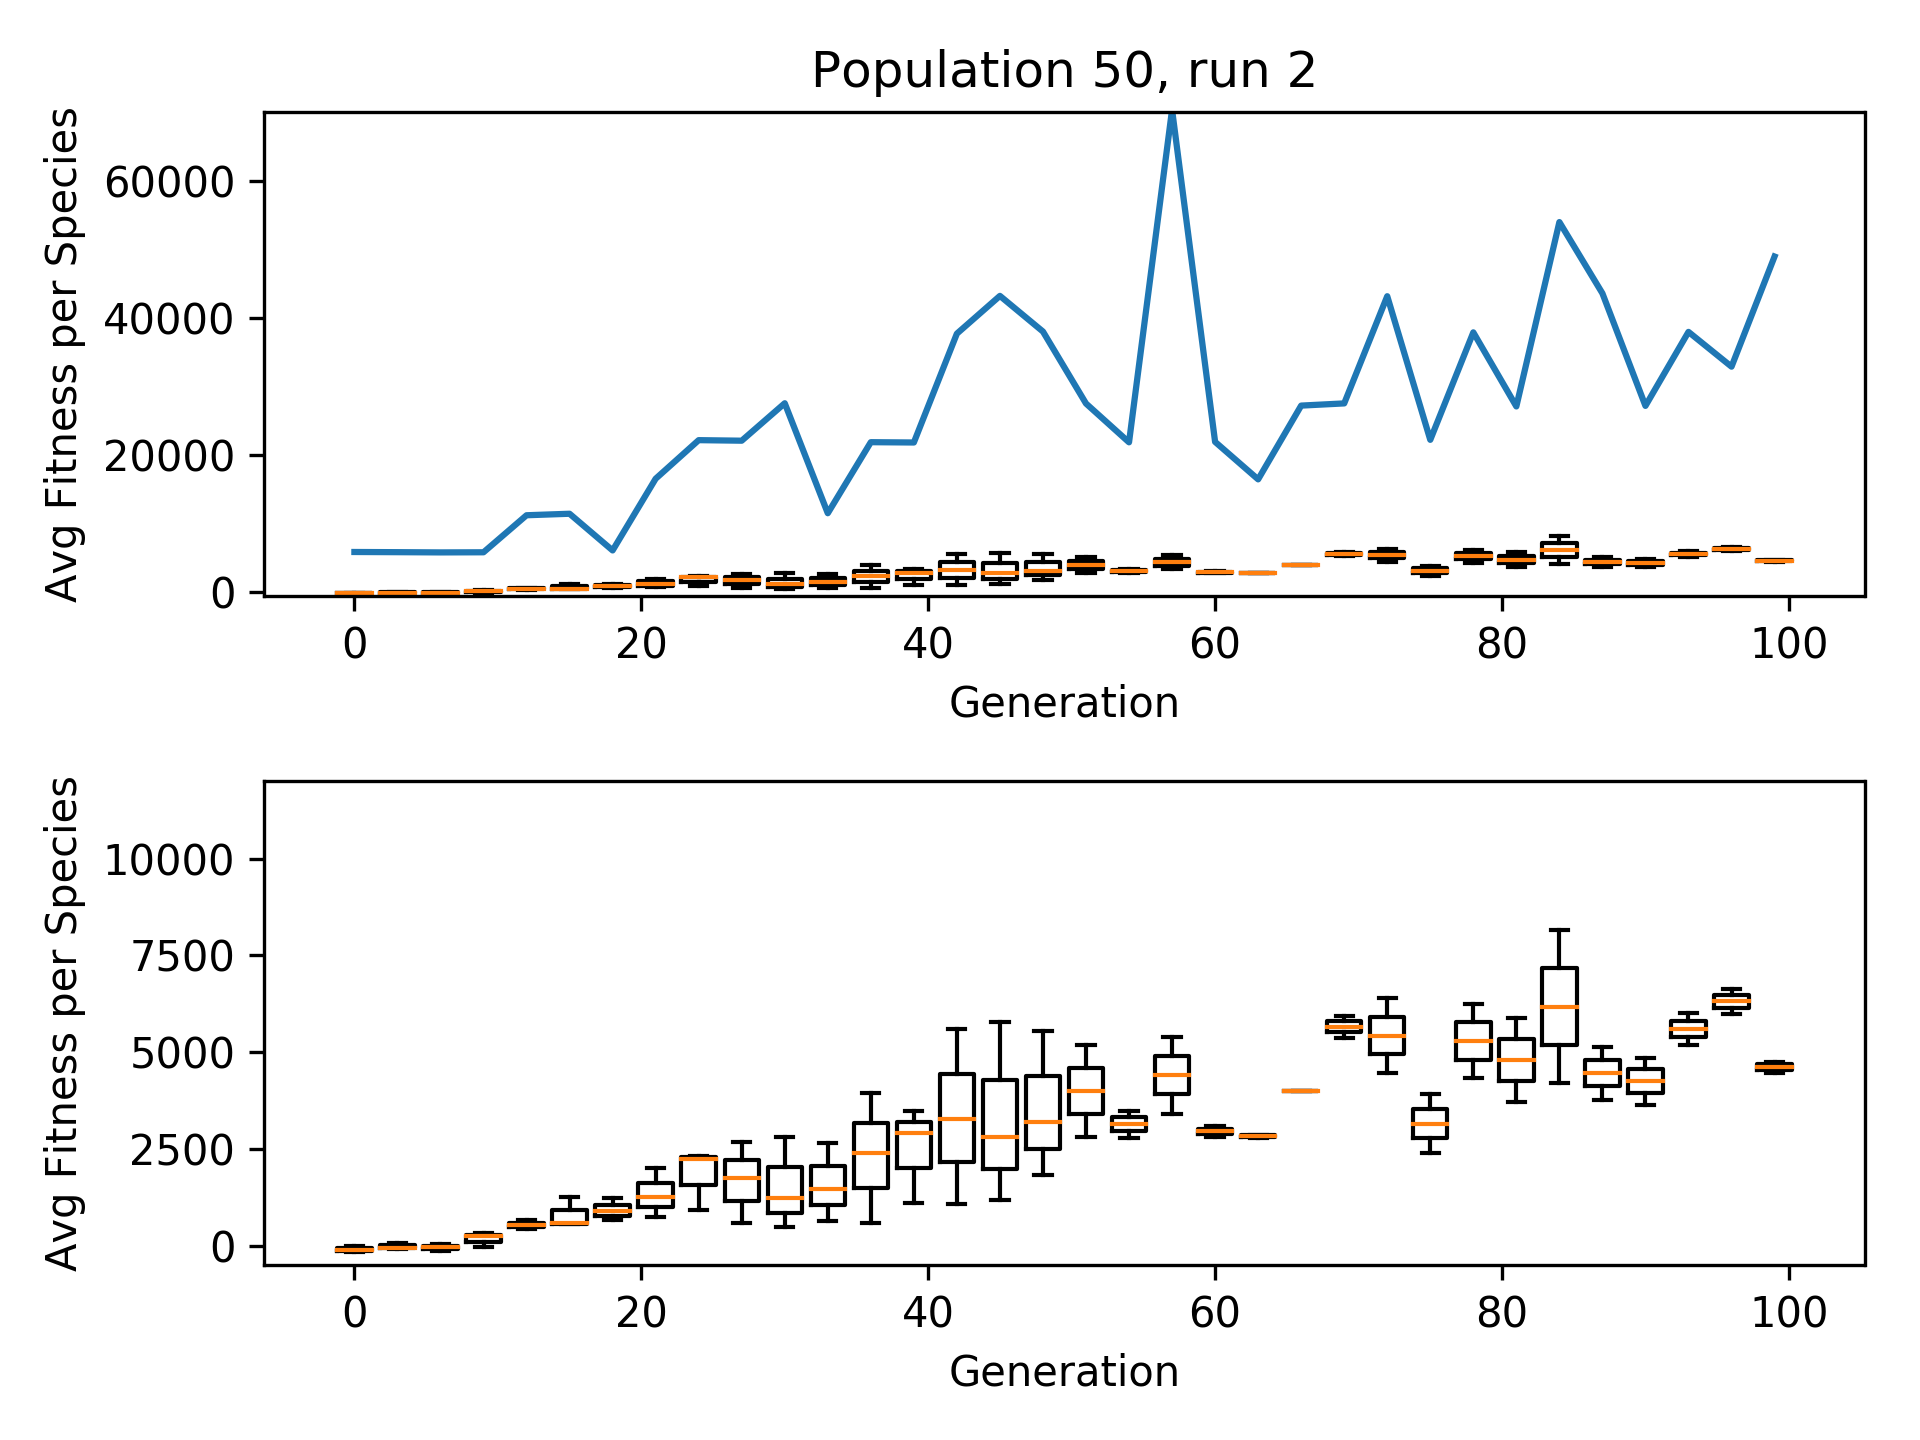 Population 50, run 2
Avg Fitness per Species
60000
40000
20000
0
0 20 40 60 80 100
Generation
Avg Fitness per Species
10000
7500
5000
2500
0
0 20 40 60 80 100
Generation